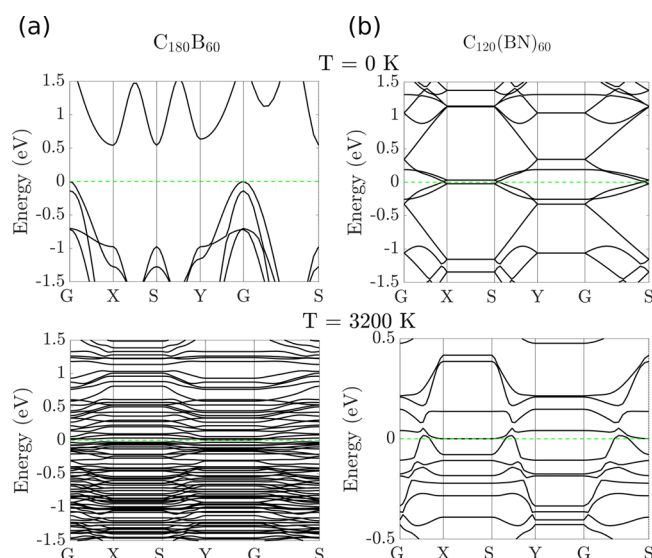 (a)
(b)
C₁₈₀B₆₀
C₁₂₀(BN)₆₀
T = 0 K
Energy (eV)
1.5
1
0.5
0
-0.5
-1
-1.5
G X S Y G S
Energy (eV)
1.5
1
0.5
0
-0.5
-1
-1.5
G X S Y G S
T = 3200 K
Energy (eV)
1.5
1
0.5
0
-0.5
-1
-1.5
G X S Y G S
Energy (eV)
0.5
0
-0.5
G X S Y G S